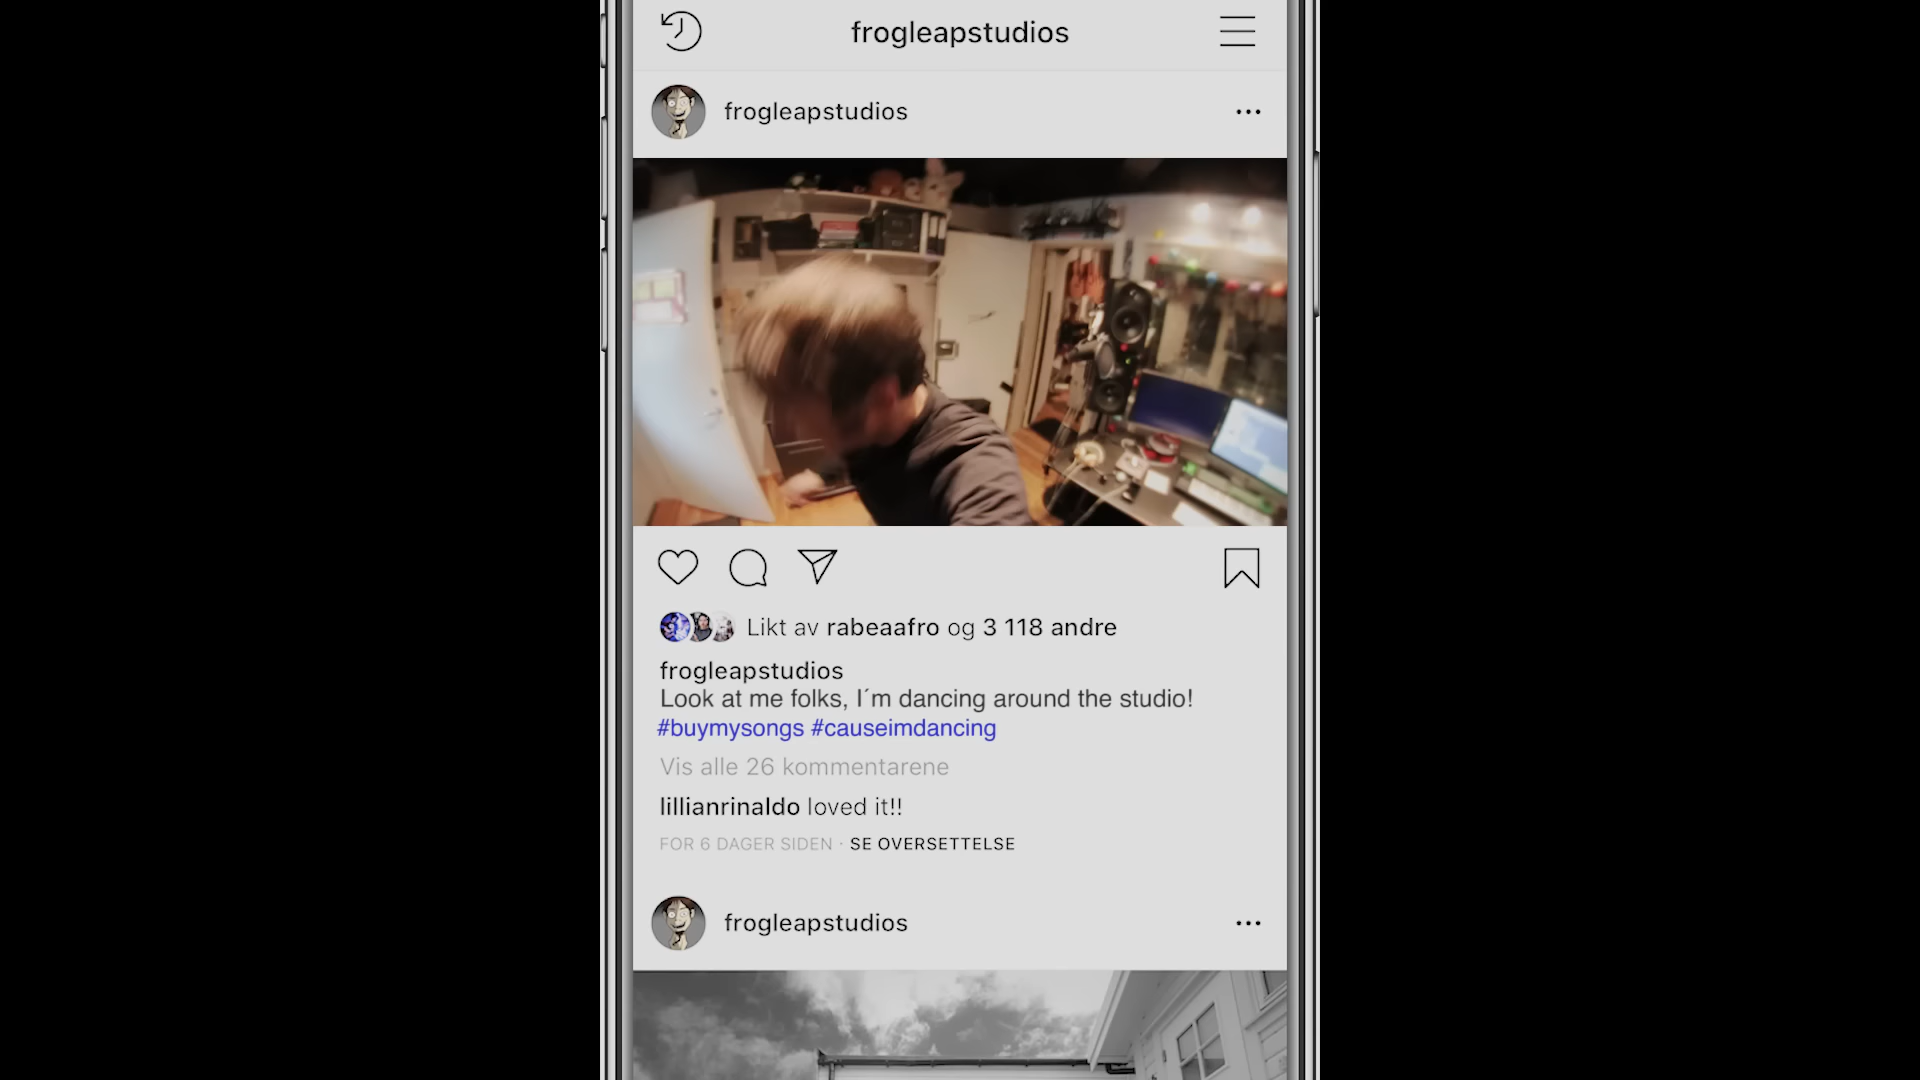 frogleapstudios
frogleapstudios
Likt av rabeaafro og 3 118 andre
frogleapstudios
Look at me folks, I´m dancing around the studio!
#buymysongs #causeimdancing
Vis alle 26 kommentarene
lillianrinaldo loved it!!
FOR 6 DAGER SIDEN · SE OVERSETTELSE
frogleapstudios